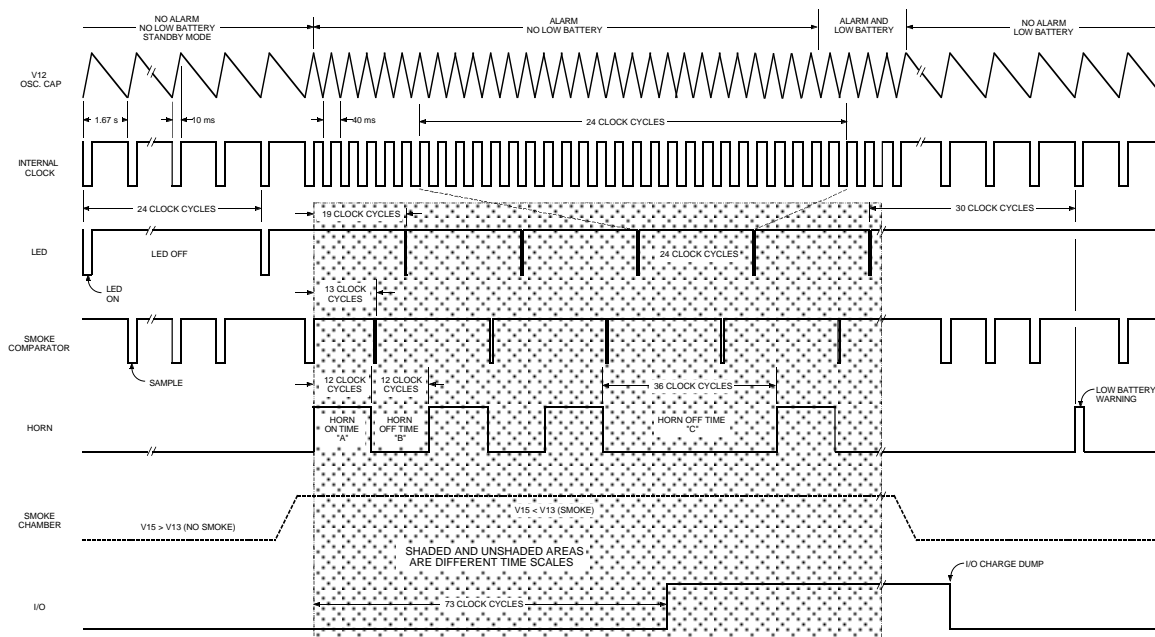 NO ALARM
NO LOW BATTERY
STANDBY MODE
ALARM
NO LOW BATTERY
ALARM AND
LOW BATTERY
NO ALARM
LOW BATTERY
V12
OSC. CAP
1.67 s
10 ms
40 ms
24 CLOCK CYCLES
INTERNAL
CLOCK
24 CLOCK CYCLES
19 CLOCK CYCLES
30 CLOCK CYCLES
LED
LED OFF
24 CLOCK CYCLES
LED
ON
13 CLOCK
CYCLES
SMOKE
COMPARATOR
SAMPLE
12 CLOCK
CYCLES
12 CLOCK
CYCLES
36 CLOCK CYCLES
LOW BATTERY
WARNING
HORN
HORN
ON TIME
"A"
HORN
OFF TIME
"B"
HORN OFF TIME
"C"
SMOKE
CHAMBER
V15 > V13 (NO SMOKE)
V15 < V13 (SMOKE)
SHADED AND UNSHADED AREAS
ARE DIFFERENT TIME SCALES
I/O CHARGE DUMP
I/O
73 CLOCK CYCLES